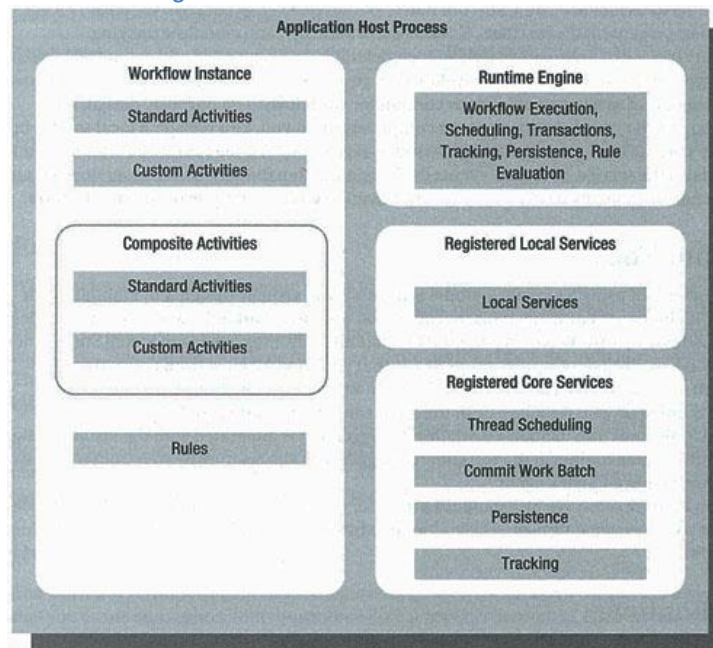 Application Host Process
Workflow Instance
Standard Activities
Custom Activities
Composite Activities
Standard Activities
Custom Activities
Rules
Runtime Engine
Workflow Execution,
Scheduling, Transactions,
Tracking, Persistence, Rule
Evaluation
Registered Local Services
Local Services
Registered Core Services
Thread Scheduling
Commit Work Batch
Persistence
Tracking